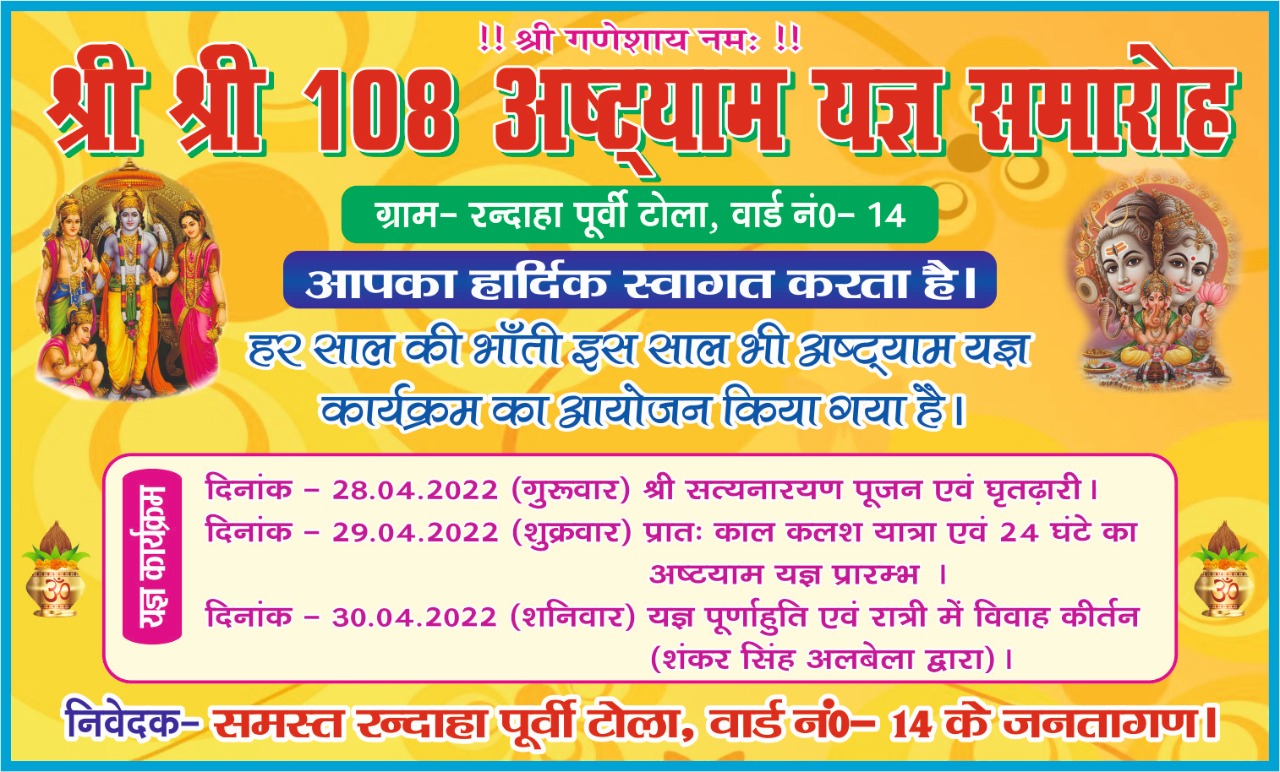 !! श्री गणेशाय नमः !!
श्री श्री 108 अष्ट्याम यज्ञ समारोह
ग्राम- रन्दाहा पूर्वी टोला, वार्ड नं0- 14
आपका हार्दिक स्वागत करता है।
हर साल की भाँती इस साल भी अष्ट्याम यज्ञ
कार्यक्रम का आयोजन किया गया है।
यज्ञ कार्यक्रम
दिनांक - 28.04.2022 (गुरूवार) श्री सत्यनारयण पूजन एवं घृतढ़ारी।
दिनांक - 29.04.2022 (शुक्रवार) प्रातः काल कलश यात्रा एवं 24 घंटे का
अष्टयाम यज्ञ प्रारम्भ ।
दिनांक - 30.04.2022 (शनिवार) यज्ञ पूर्णाहुति एवं रात्री में विवाह कीर्तन
(शंकर सिंह अलबेला द्वारा)।
ॐ
ॐ
निवेदक- समस्त रन्दाहा पूर्वी टोला, वार्ड नं0- 14 के जनतागण।